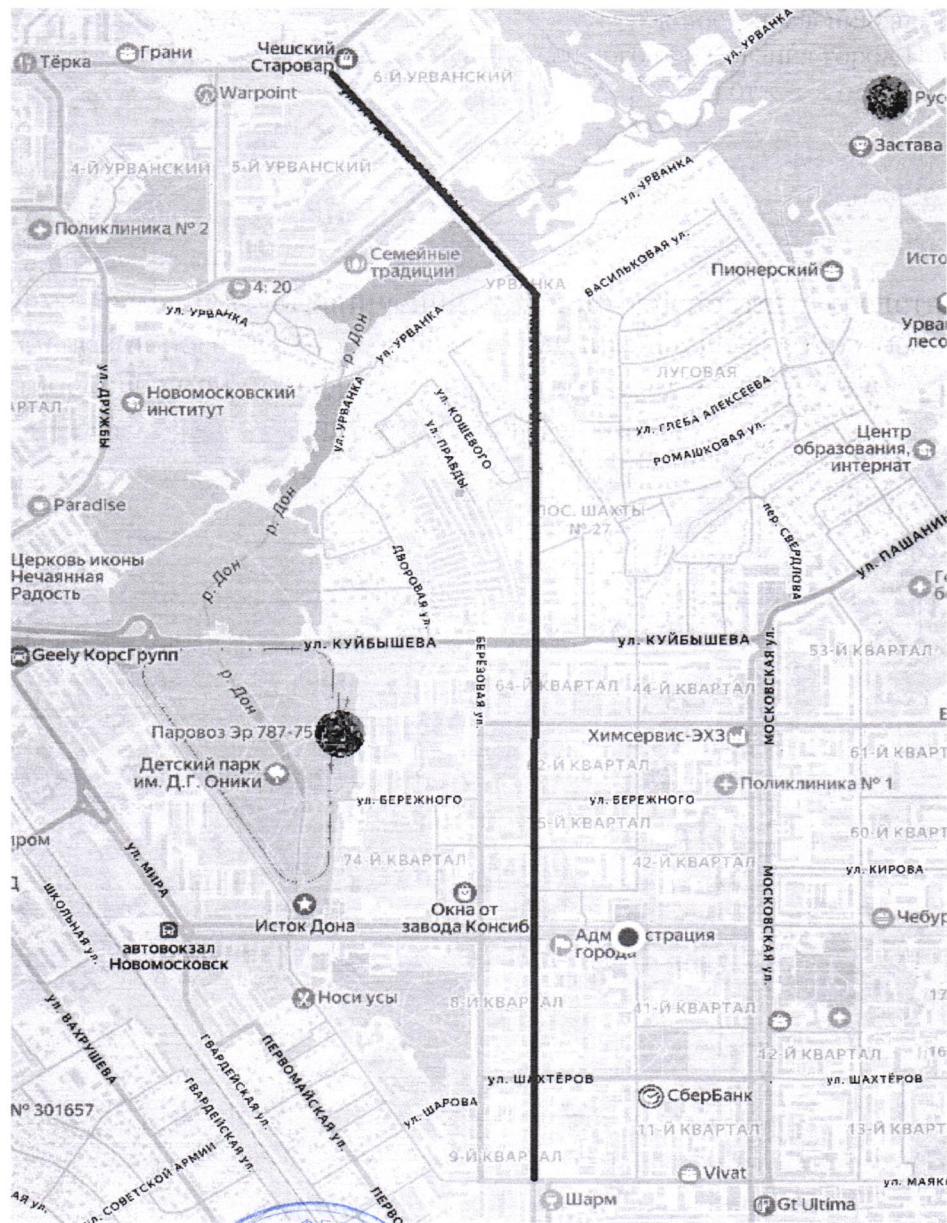 Грани
Чешский
Старовар
Тёрка
6-Й УРВАНСКИЙ
ул. УРВАНКА
Warpoint
Застава
4-Й УРВАНСКИЙ
5-Й УРВАНСКИЙ
ул. УРВАНКА
Поликлиника № 2
ВАСИЛЬКОВАЯ ул.
Семейные
традиции
Пионерский
4: 20
УРВАНКА
ул. УРВАНКА
р. Дон
ул. УРВАНКА
ул. ДРУЖБЫ
ЛУГОВАЯ
Новомосковский
институт
ул. УРВАНКА
ул. КОШЕВОГО
ул. ПРАВДЫ
ул. ГЛЕБА АЛЕКСЕЕВА
РОМАШКОВАЯ ул.
Центр
образования,
интернат
Paradise
р. Дон
ПОС. ШАХТЫ
№ 27
пер. СВЕРДЛОВА
ул. ПАШАНИН
Церковь иконы
Нечаянная
Радость
р. Дон
ДВОРОВАЯ ул.
ул. КУЙБЫШЕВА
ул. КУЙБЫШЕВА
Geely КорсГрупп
БЕРЁЗОВАЯ ул.
МОСКОВСКАЯ ул.
53-Й КВАРТАЛ
р. Дон
64-Й КВАРТАЛ
44-Й КВАРТАЛ
Паровоз Эр 787-75
Химсервис-ЭХЗ
61-Й КВАРТ
Детский парк
им. Д.Г. Оники
Поликлиника № 1
ул. БЕРЕЖНОГО
ул. БЕРЕЖНОГО
60-Й КВАРТ
74-Й КВАРТАЛ
42-Й КВАРТАЛ
ул. КИРОВА
ул. МИРА
ШКОЛЬНАЯ ул.
МОСКОВСКАЯ ул.
Исток Дона
Окна от
завода Консиб
Чебур
автовокзал
Новомосковск
города
Носи усы
8-Й КВАРТАЛ
41-Й КВАРТАЛ
ул. ВАХРУШЕВА
ГВАРДЕЙСКАЯ ул.
ПЕРВОМАЙСКАЯ ул.
12-Й КВАРТАЛ
ул. ШАХТЁРОВ
ул. ШАХТЁРОВ
ГВАРДЕЙСКАЯ ул.
СберБанк
№ 301657
ул. ШАРОВА
11-Й КВАРТАЛ
13-Й КВАРТ
ул. СОВЕТСКОЙ АРМИИ
9-Й КВАРТАЛ
Vivat
ул. МАЯК
ПЕРВО
Шарм
Gt Ultima